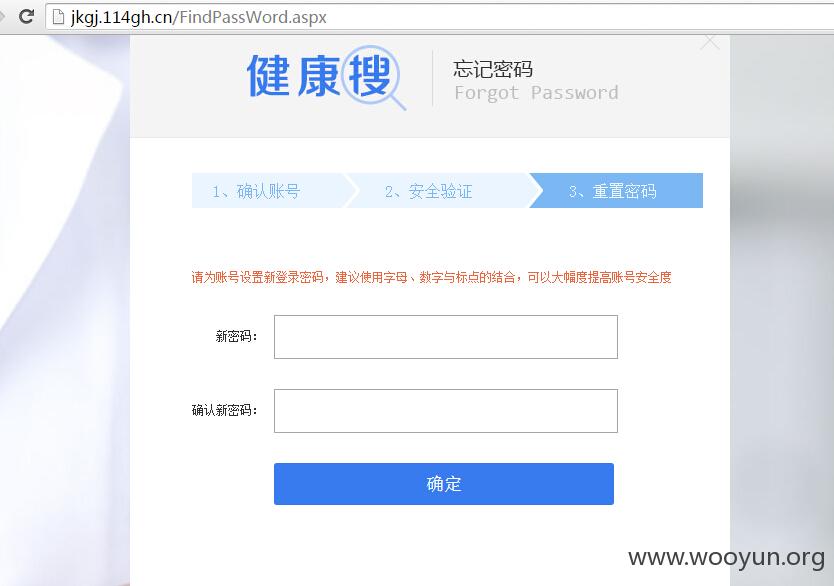 jkgj.114gh.cn/FindPassWord.aspx
健康搜
忘记密码
Forgot Password
1、确认账号
2、安全验证
3、重置密码
请为账号设置新登录密码，建议使用字母、数字与标点的结合，可以大幅度提高账号安全度
新密码：
确认新密码：
确定
www.wooyun.org